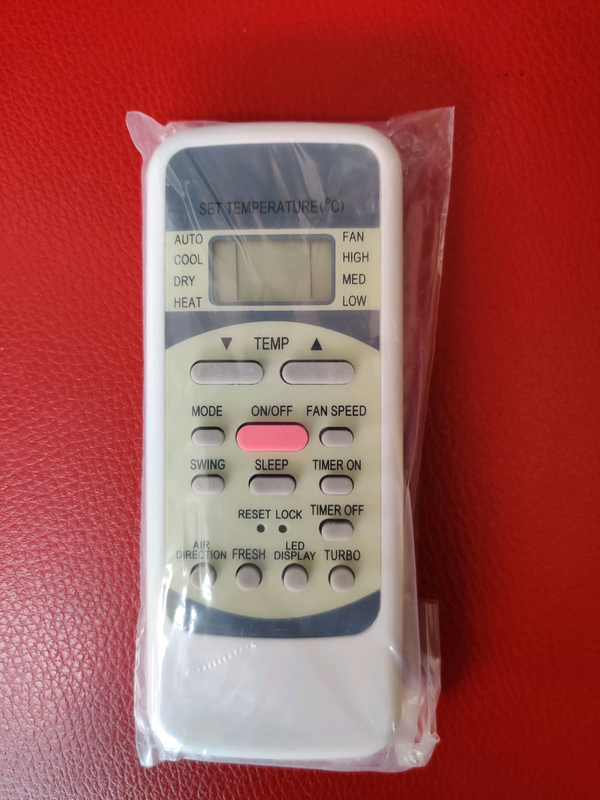 SET TEMPERATURE(°C)
AUTO
COOL
DRY
HEAT
FAN
HIGH
MED
LOW
▼ TEMP ▲
MODE ON/OFF FAN SPEED
SWING SLEEP TIMER ON
RESET LOCK TIMER OFF
AIR DIRECTION FRESH LED DISPLAY TURBO